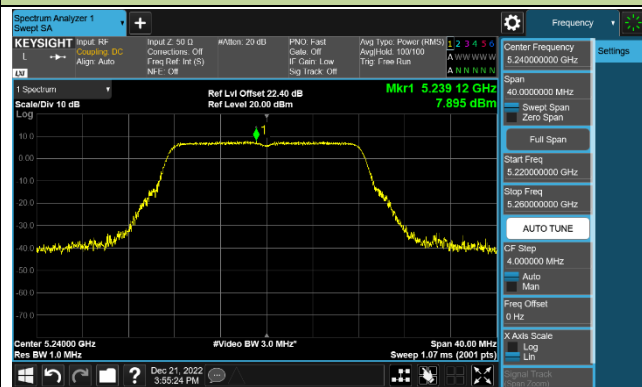 Spectrum Analyzer 1
Swept SA
Frequency
KEYSIGHT
Input: RF
Coupling: DC
Align: Auto
Input Z: 50 Ω
Corrections: Off
Freq Ref: Int (S)
NFE: Off
#Atten: 20 dB
PNO: Fast
Gate: Off
IF Gain: Low
Sig Track: Off
Avg Type: Power (RMS)
Avg|Hold: 100/100
Trig: Free Run
1 2 3 4 5 6
A W W W W W
A N N N N N
L
LXI
1 Spectrum
Scale/Div 10 dB
Log
Ref Lvl Offset 22.40 dB
Ref Level 20.00 dBm
Mkr1 5.239 12 GHz
7.895 dBm
1
10.0
0.00
-10.0
-20.0
-30.0
-40.0
-50.0
-60.0
-70.0
Center 5.24000 GHz
Res BW 1.0 MHz
#Video BW 3.0 MHz*
Span 40.00 MHz
Sweep 1.07 ms (2001 pts)
Dec 21, 2022
3:55:24 PM
Center Frequency
5.240000000 GHz
Settings
Span
40.0000000 MHz
Swept Span
Zero Span
Full Span
Start Freq
5.220000000 GHz
Stop Freq
5.260000000 GHz
AUTO TUNE
CF Step
4.000000 MHz
Auto
Man
Freq Offset
0 Hz
X Axis Scale
Log
Lin
Signal Track
(Span Zoom)